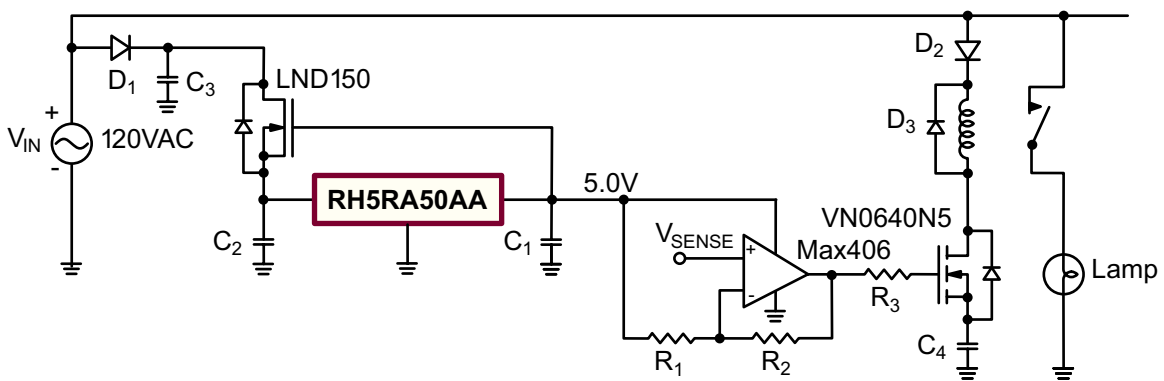 D2
LND150
D1
C3
+
VIN
120VAC
-
D3
5.0V
RH5RA50AA
VN0640N5
C2
C1
VSENSE
Max406
+
-
R3
Lamp
R1
R2
C4